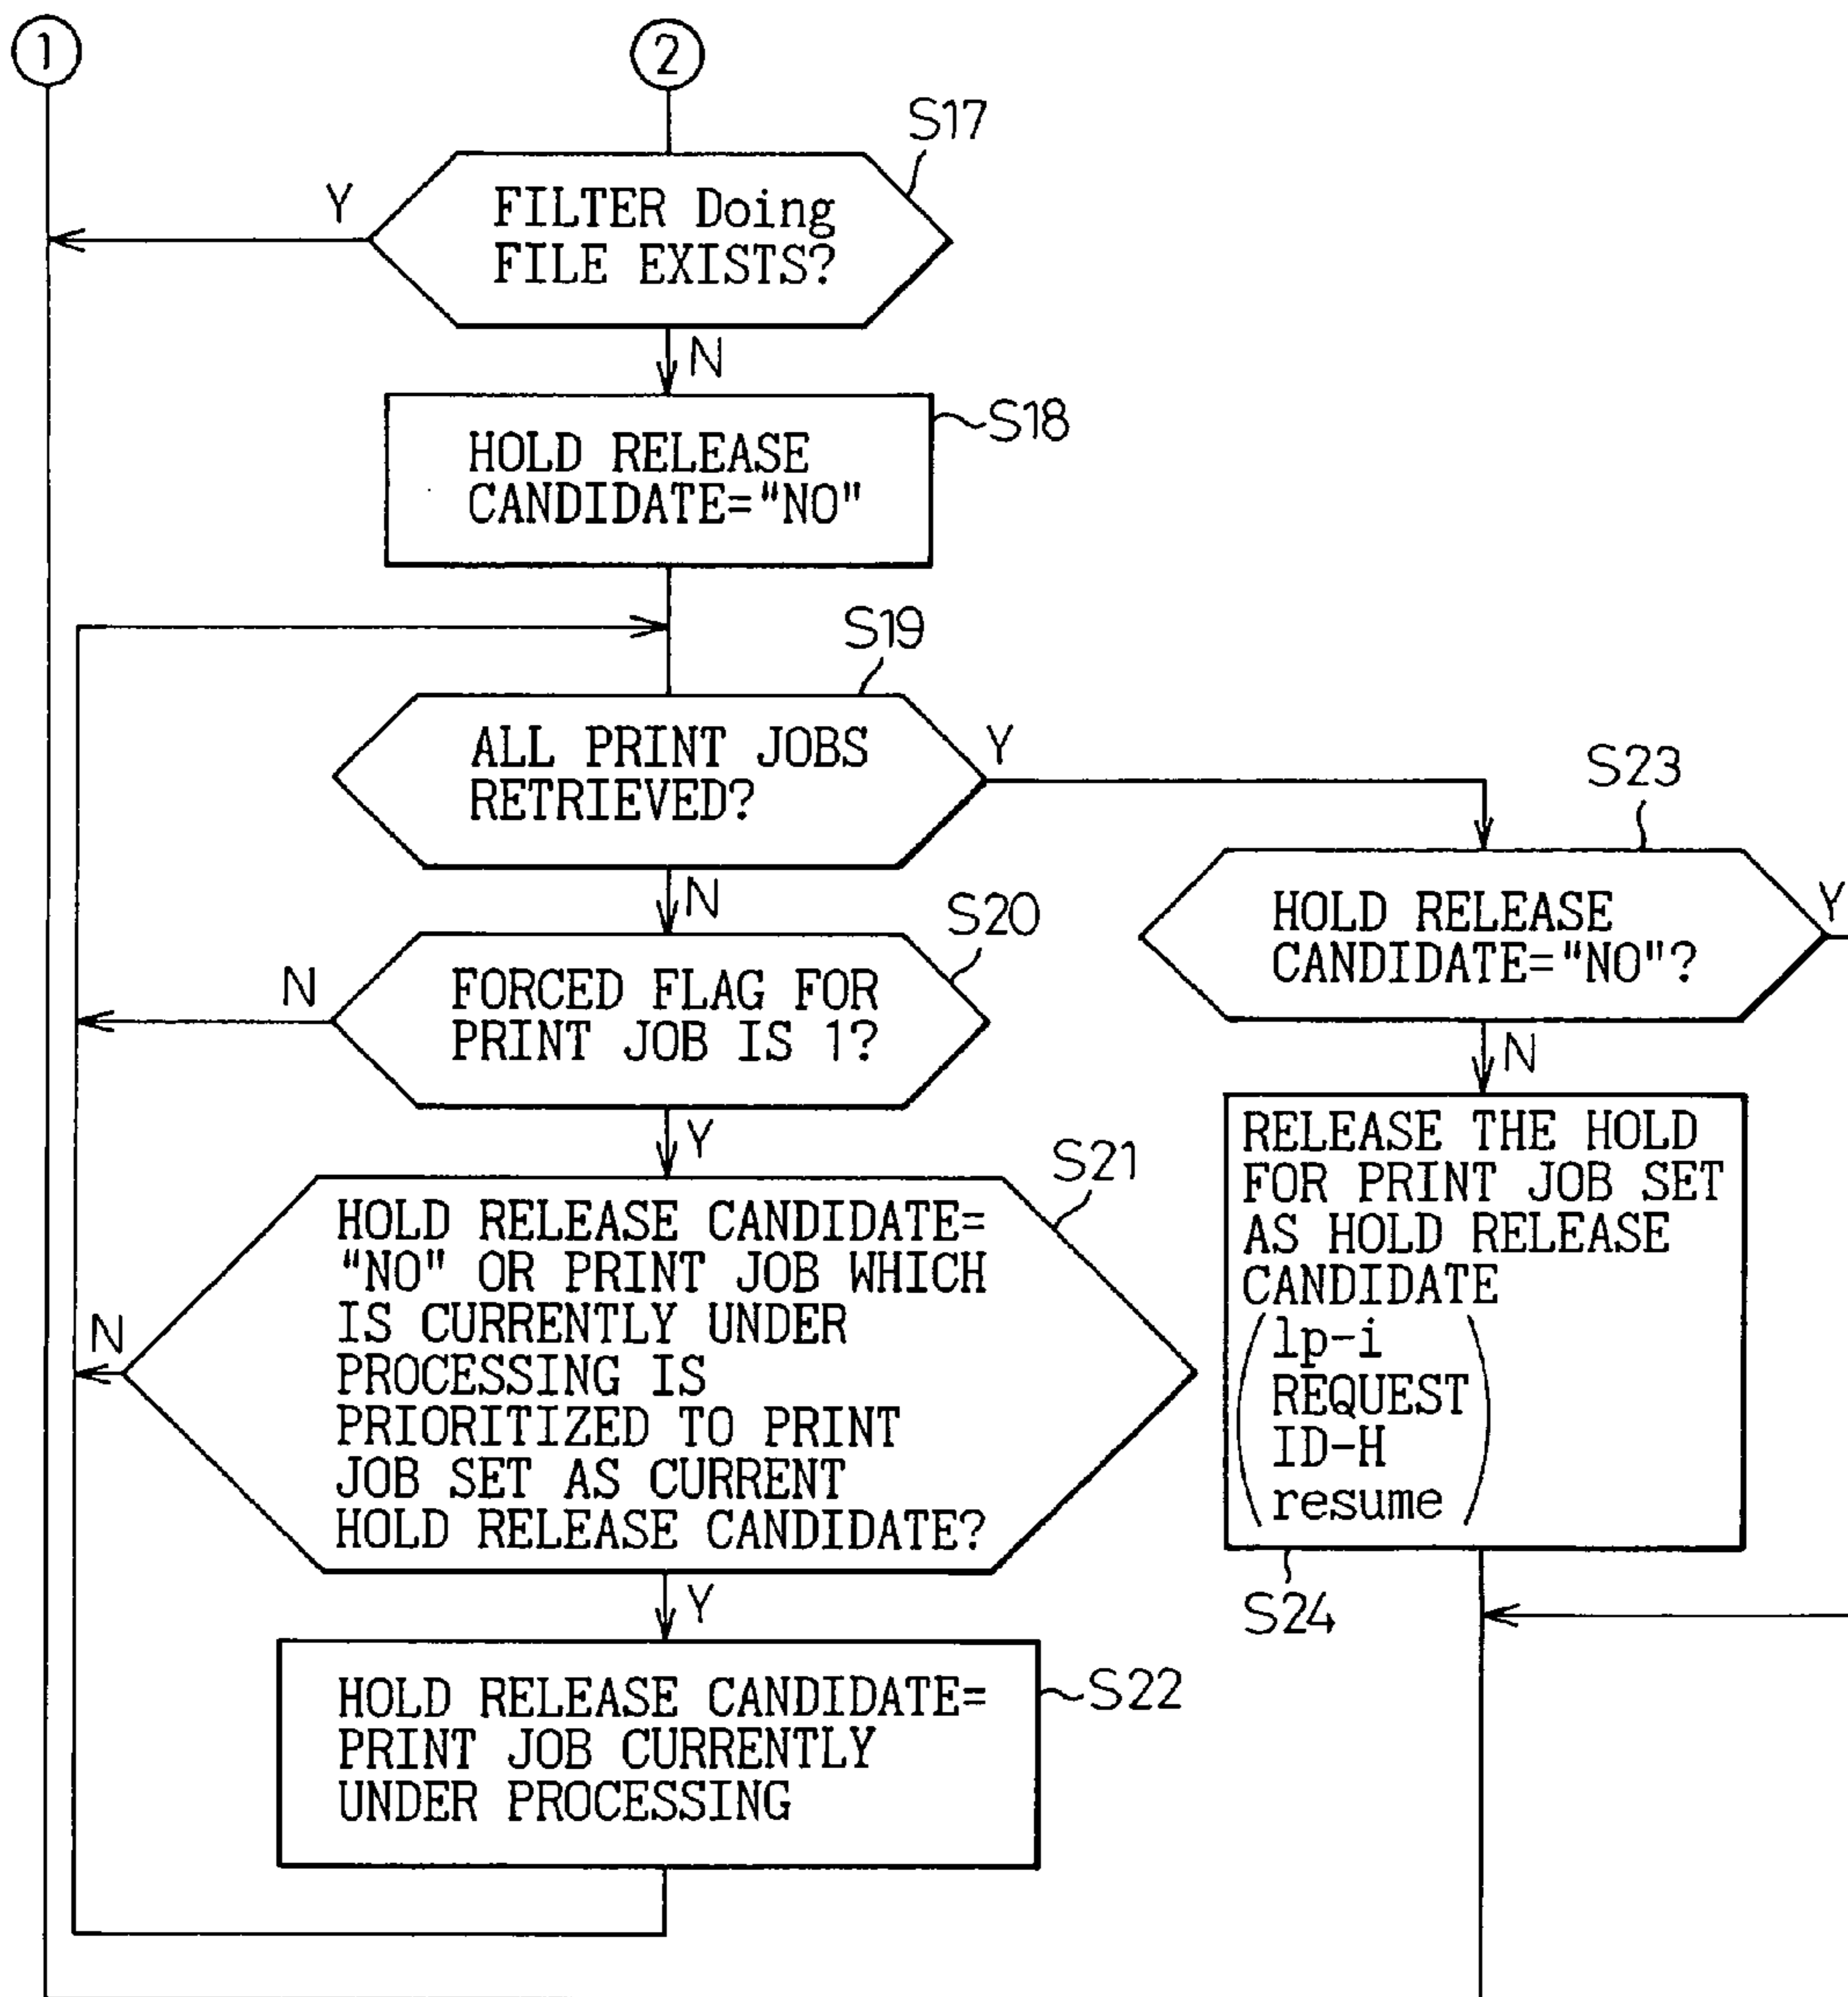 1
2
S17
FILTER Doing
FILE EXISTS?
Y
N
HOLD RELEASE
CANDIDATE="NO"
S18
S19
ALL PRINT JOBS
RETRIEVED?
Y
N
S20
FORCED FLAG FOR
PRINT JOB IS 1?
N
Y
S21
HOLD RELEASE CANDIDATE=
"NO" OR PRINT JOB WHICH
IS CURRENTLY UNDER
PROCESSING IS
PRIORITIZED TO PRINT
JOB SET AS CURRENT
HOLD RELEASE CANDIDATE?
N
Y
HOLD RELEASE CANDIDATE=
PRINT JOB CURRENTLY
UNDER PROCESSING
S22
S23
HOLD RELEASE
CANDIDATE="NO"?
Y
N
RELEASE THE HOLD
FOR PRINT JOB SET
AS HOLD RELEASE
CANDIDATE
(lp-i
REQUEST
ID-H
resume)
S24